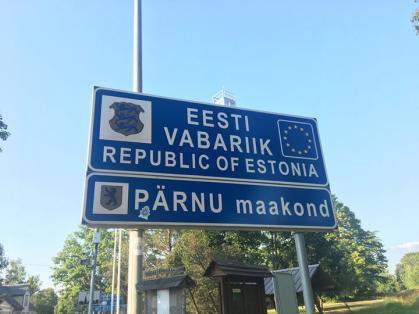 EESTI
VABARIIK
REPUBLIC OF ESTONIA
PÄRNU maakond